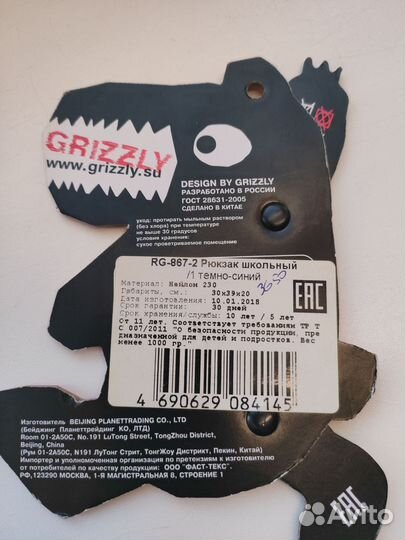 GRIZZLY
www.grizzly.su
DESIGN BY GRIZZLY
РАЗРАБОТАНО В РОССИИ
ГОСТ 28631-2005
СДЕЛАНО В КИТАЕ
уход: протирать мыльным раствором
(без хлора) при температуре
не выше 30 градусов
условия хранения:
сухое проветриваемое помещение
RG-867-2 Рюкзак школьный
/1 темно-синий
3650
Материал: Нейлон 230
Габариты, см.: 30х39х20
Дата изготовления: 10.01.2018
Срок гарантии: 30 дней
Срок хранения/службы: 10 лет / 5 лет
От 11 лет. Соответствует требованиям ТР Т
С 007/2011 "О безопасности продукции, пре
дназначенной для детей и подростков. Вес
менее 1000 гр."
EAC
4 690629 084145
Изготовитель BEIJING PLANETTRADING CO., LTD
(Бейджинг Планеттрейдинг КО, ЛТД)
Room 01-2A50C, No.191 LuTong Street, TongZhou District,
Beijing, China
(Рум 01-2A50C, N191 ЛуТонг Стрит, ТонгЖоу Дистрикт, Пекин, Китай)
Импортер и уполномоченная организация по претензиям к изготовителю
от потребителей по качеству продукции: ООО "ФАСТ-ТЕКС".
РФ,123290 МОСКВА, 1-Я МАГИСТРАЛЬНАЯ 8, СТРОЕНИЕ 1
EAC
Avito